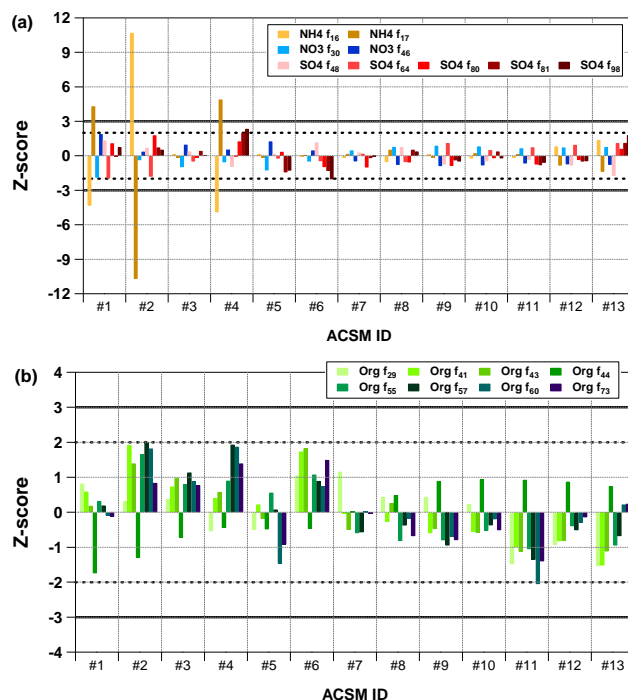 (a)
12
9
6
3
0
-3
-6
-9
-12
Z-score
NH4 f16 NH4 f17
NO3 f30 NO3 f46
SO4 f48 SO4 f64 SO4 f80 SO4 f81 SO4 f98
#1 #2 #3 #4 #5 #6 #7 #8 #9 #10 #11 #12 #13
ACSM ID
(b)
4
3
2
1
0
-1
-2
-3
-4
Z-score
Org f29 Org f41 Org f43 Org f44
Org f55 Org f57 Org f60 Org f73
#1 #2 #3 #4 #5 #6 #7 #8 #9 #10 #11 #12 #13
ACSM ID